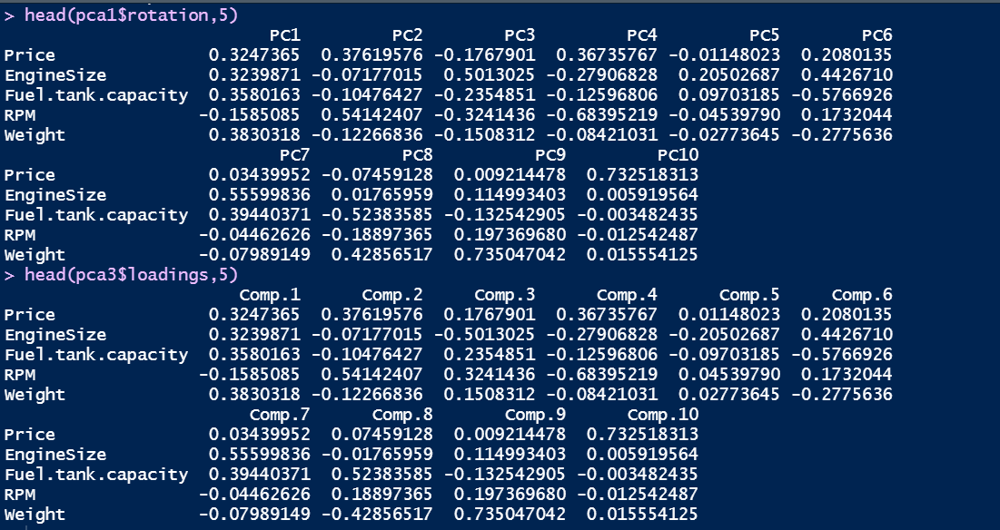 > head(pca1$rotation,5)
                         PC1         PC2        PC3         PC4         PC5        PC6
Price              0.3247365  0.37619576 -0.1767901  0.36735767 -0.01148023  0.2080135
EngineSize         0.3239871 -0.07177015  0.5013025 -0.27906828  0.20502687  0.4426710
Fuel.tank.capacity  0.3580163 -0.10476427 -0.2354851 -0.12596806  0.09703185 -0.5766926
RPM               -0.1585085  0.54142407 -0.3241436 -0.68395219 -0.04539790  0.1732044
Weight             0.3830318 -0.12266836 -0.1508312 -0.08421031 -0.02773645 -0.2775636
                          PC7         PC8          PC9         PC10
Price              0.03439952 -0.07459128  0.009214478  0.732518313
EngineSize         0.55599836  0.01765959  0.114993403  0.005919564
Fuel.tank.capacity  0.39440371 -0.52383585 -0.132542905 -0.003482435
RPM               -0.04462626 -0.18897365  0.197369680 -0.012542487
Weight            -0.07989149  0.42856517  0.735047042  0.015554125
> head(pca3$loadings,5)
                      Comp.1      Comp.2     Comp.3      Comp.4      Comp.5     Comp.6
Price              0.3247365  0.37619576  0.1767901  0.36735767  0.01148023  0.2080135
EngineSize         0.3239871 -0.07177015 -0.5013025 -0.27906828 -0.20502687  0.4426710
Fuel.tank.capacity  0.3580163 -0.10476427  0.2354851 -0.12596806 -0.09703185 -0.5766926
RPM               -0.1585085  0.54142407  0.3241436 -0.68395219  0.04539790  0.1732044
Weight             0.3830318 -0.12266836  0.1508312 -0.08421031  0.02773645 -0.2775636
                       Comp.7      Comp.8       Comp.9      Comp.10
Price              0.03439952  0.07459128  0.009214478  0.732518313
EngineSize         0.55599836 -0.01765959  0.114993403  0.005919564
Fuel.tank.capacity  0.39440371  0.52383585 -0.132542905 -0.003482435
RPM               -0.04462626  0.18897365  0.197369680 -0.012542487
Weight            -0.07989149 -0.42856517  0.735047042  0.015554125